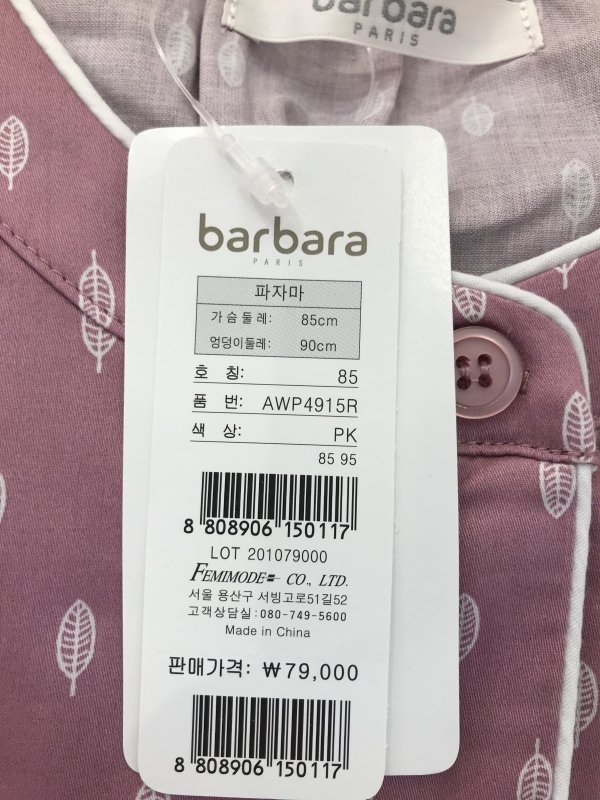 barbara
PARIS
barbara
PARIS
파자마
가슴둘레: 85cm
엉덩이둘레: 90cm
호 칭: 85
품 번: AWP4915R
색 상: PK
85 95
8 808906 150117
LOT 201079000
FEMIMODE CO., LTD.
서울 용산구 서빙고로51길52
고객상담실:080-749-5600
Made in China
판매가격: ₩79,000
8 808906 150117